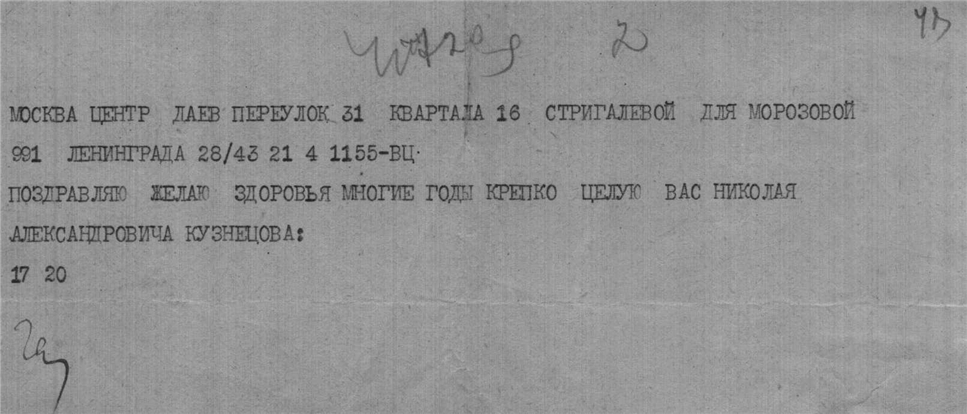 2
МОСКВА ЦЕНТР ДАЕВ ПЕРЕУЛОК 31 КВАРТАЛА 16 СТРИГАЛЕВОЙ ДЛЯ МОРОЗОВОЙ
991 ЛЕНИНГРАДА 28/43 21 4 1155-ВЦ.
ПОЗДРАВЛЯЮ ЖЕЛАЮ ЗДОРОВЬЯ МНОГИЕ ГОДЫ КРЕПКО ЦЕЛУЮ ВАС НИКОЛАЯ
АЛЕКСАНДРОВИЧА КУЗНЕЦОВА:
17 20